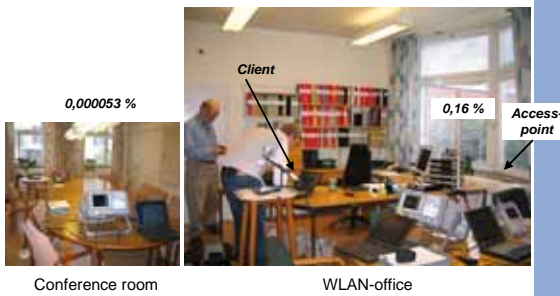 Client
0,000053 %
0,16 %
Access-
point
Conference room
WLAN-office